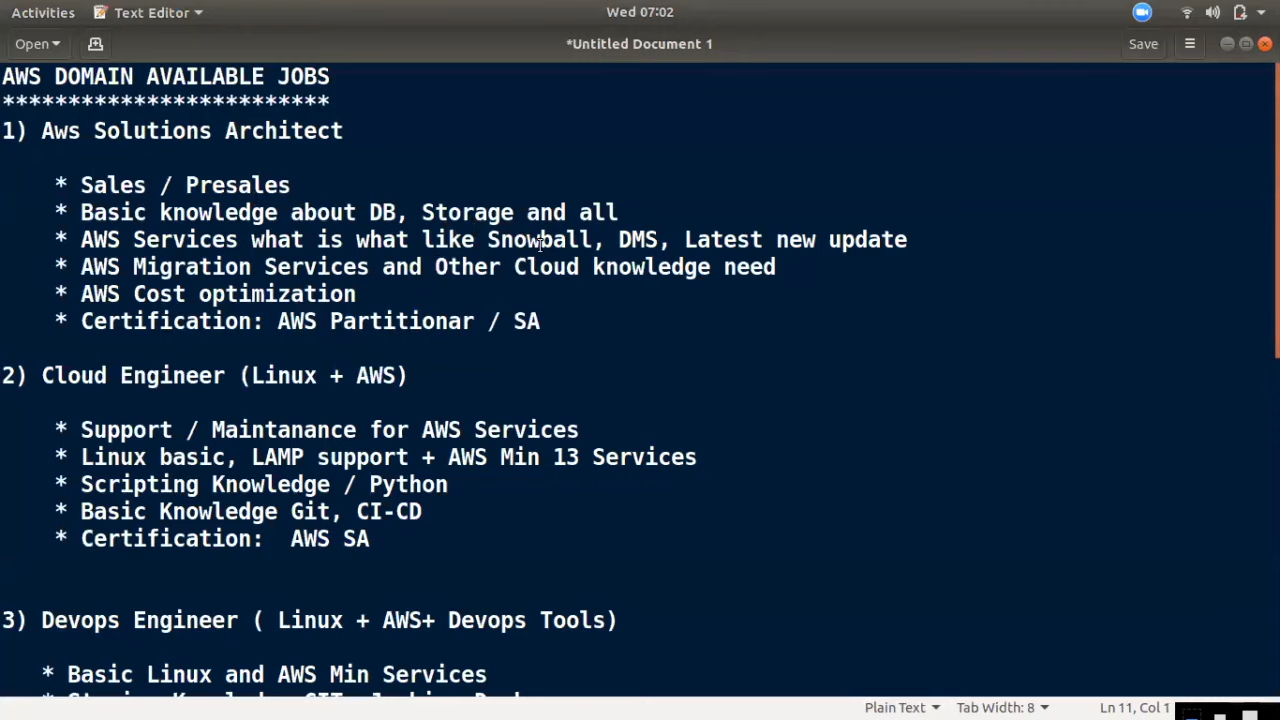 Activities Text Editor Wed 07:02
Open *Untitled Document 1 Save
AWS DOMAIN AVAILABLE JOBS
*************************
1) Aws Solutions Architect
* Sales / Presales
* Basic knowledge about DB, Storage and all
* AWS Services what is what like Snowball, DMS, Latest new update
* AWS Migration Services and Other Cloud knowledge need
* AWS Cost optimization
* Certification: AWS Partitionar / SA
2) Cloud Engineer (Linux + AWS)
* Support / Maintanance for AWS Services
* Linux basic, LAMP support + AWS Min 13 Services
* Scripting Knowledge / Python
* Basic Knowledge Git, CI-CD
* Certification:  AWS SA
3) Devops Engineer ( Linux + AWS+ Devops Tools)
* Basic Linux and AWS Min Services
Plain Text Tab Width: 8 Ln 11, Col 1